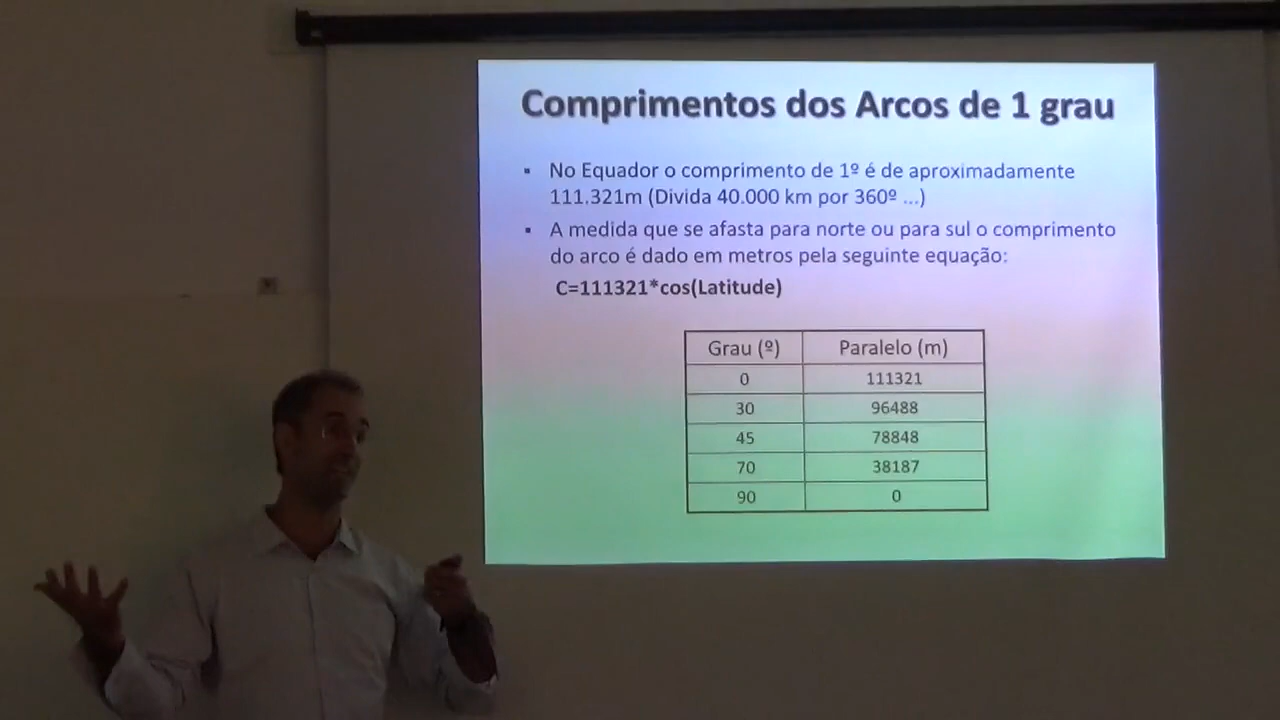 Comprimentos dos Arcos de 1 grau
▪ No Equador o comprimento de 1º é de aproximadamente
111.321m (Divida 40.000 km por 360º ...)
▪ A medida que se afasta para norte ou para sul o comprimento
do arco é dado em metros pela seguinte equação:
C=111321*cos(Latitude)
Grau (º) Paralelo (m)
0 111321
30 96488
45 78848
70 38187
90 0